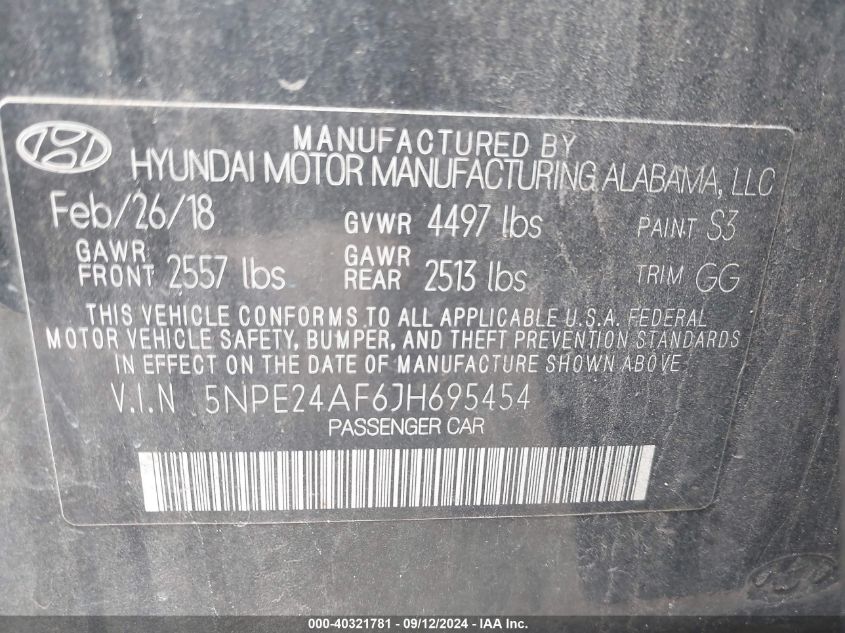 MANUFACTURED BY
HYUNDAI MOTOR MANUFACTURING ALABAMA, LLC
Feb/26/18 GVWR 4497 lbs PAINT S3
GAWR FRONT 2557 lbs GAWR REAR 2513 lbs TRIM GG
THIS VEHICLE CONFORMS TO ALL APPLICABLE U.S.A. FEDERAL
MOTOR VEHICLE SAFETY, BUMPER, AND THEFT PREVENTION STANDARDS
IN EFFECT ON THE DATE OF MANUFACTURE SHOWN ABOVE.
V.I.N 5NPE24AF6JH695454
PASSENGER CAR
000-40321781 - 09/12/2024 - IAA Inc.